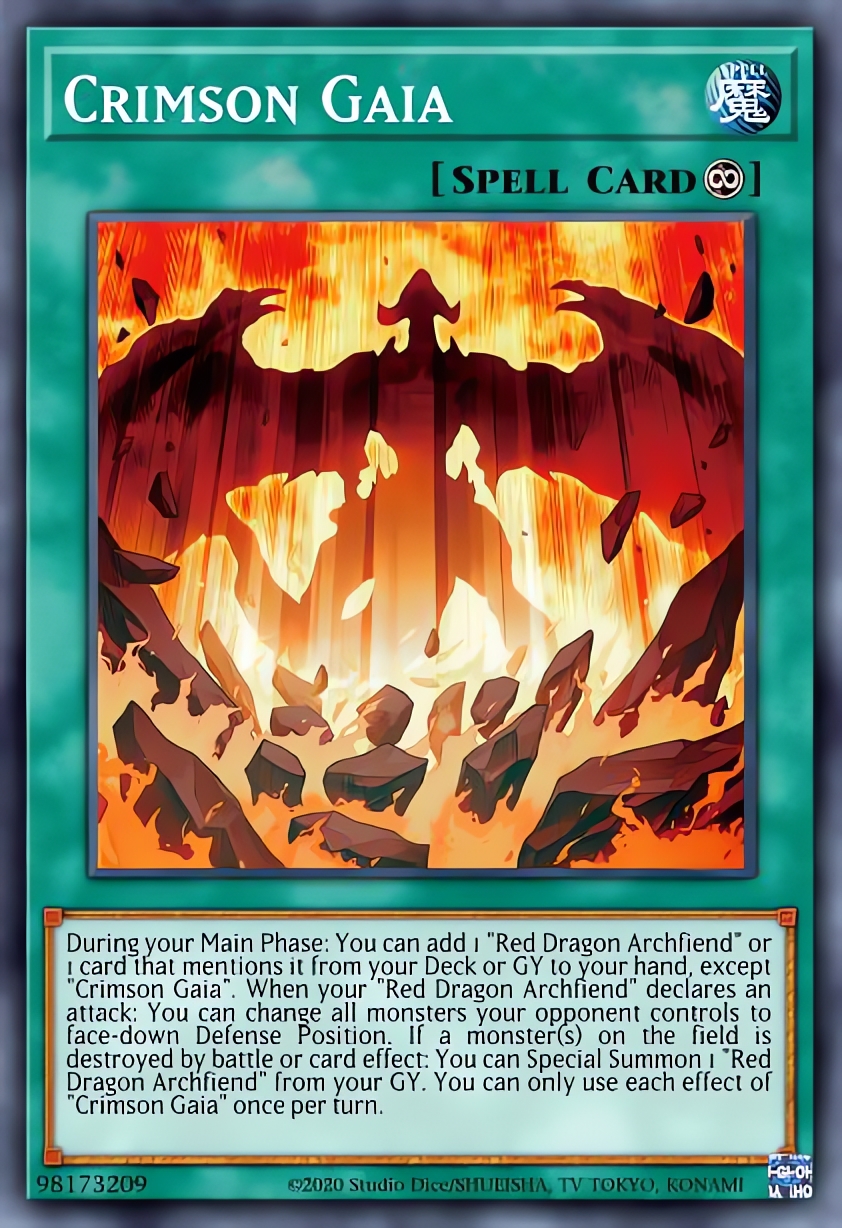 CRIMSON GAIA
魔
[SPELL CARD]
During your Main Phase: You can add 1 "Red Dragon Archfiend" or
1 card that mentions it from your Deck or GY to your hand, except
"Crimson Gaia". When your "Red Dragon Archfiend" declares an
attack: You can change all monsters your opponent controls to
face-down Defense Position. If a monster(s) on the field is
destroyed by battle or card effect: You can Special Summon 1 "Red
Dragon Archfiend" from your GY. You can only use each effect of
"Crimson Gaia" once per turn.
98173209
©2020 Studio Dice/SHUEISHA, TV TOKYO, KONAMI